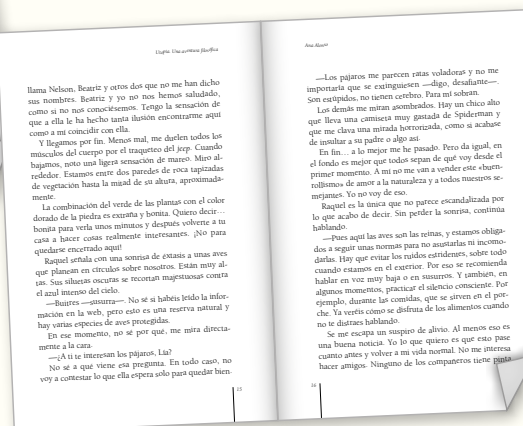 Utopía. Una aventura filosófica
llama Nelson, Beatriz y otros dos que no me han dicho
sus nombres. Beatriz y yo no nos hemos saludado,
como si no nos conociésemos. Tengo la sensación de
que a ella le ha hecho tanta ilusión encontrarme aquí
como a mí coincidir con ella.
Y llegamos por fin. Menos mal, me duelen todos los
músculos del cuerpo por el traqueteo del jeep. Cuando
bajamos, noto una ligera sensación de mareo. Miro al-
rededor. Estamos entre dos paredes de roca tapizadas
de vegetación hasta la mitad de su altura, aproximada-
mente.
La combinación del verde de las plantas con el color
dorado de la piedra es extraña y bonita. Quiero decir...
bonita para verla unos minutos y después volverte a tu
casa a hacer cosas realmente interesantes. ¡No para
quedarse encerrado aquí!
Raquel señala con una sonrisa de éxtasis a unas aves
que planean en círculos sobre nosotros. Están muy al-
tas. Sus siluetas oscuras se recortan majestuosas contra
el azul intenso del cielo.
—Buitres —susurra—. No sé si habéis leído la infor-
mación en la web, pero esto es una reserva natural y
hay varias especies de aves protegidas.
En ese momento, no sé por qué, me mira directa-
mente a la cara.
—¿A ti te interesan los pájaros, Lía?
No sé a qué viene esa pregunta. En todo caso, no
voy a contestar lo que ella espera solo para quedar bien.
15
Ana Alonso
—Los pájaros me parecen ratas voladoras y no me
importaría que se extinguiesen —digo, desafiante—.
Son estúpidos, no tienen cerebro. Para mí sobran.
Los demás me miran asombrados. Hay un chico alto
que lleva una camiseta muy gastada de Spiderman y
que me clava una mirada horrorizada, como si acabase
de insultar a su padre o algo así.
En fin... a lo mejor me he pasado. Pero da igual, en
el fondo es mejor que todos sepan de qué voy desde el
primer momento. A mí no me van a vender este «buen-
rollismo» de amor a la naturaleza y a todos nuestros se-
mejantes. Yo no voy de eso.
Raquel es la única que no parece escandalizada por
lo que acabo de decir. Sin perder la sonrisa, continúa
hablando.
—Pues aquí las aves son las reinas, y estamos obliga-
dos a seguir unas normas para no asustarlas ni incomo-
darlas. Hay que evitar los ruidos estridentes, sobre todo
cuando estamos en el exterior. Por eso se recomienda
hablar en voz muy baja o en susurros. Y también, en
algunos momentos, practicar el silencio consciente. Por
ejemplo, durante las comidas, que se sirven en el por-
che. Ya veréis cómo se disfruta de los alimentos cuando
no te distraes hablando.
Se me escapa un suspiro de alivio. Al menos eso es
una buena noticia. Yo lo que quiero es que esto pase
cuanto antes y volver a mi vida normal. No me interesa
hacer amigos. Ninguno de los compañeros tiene pinta
16